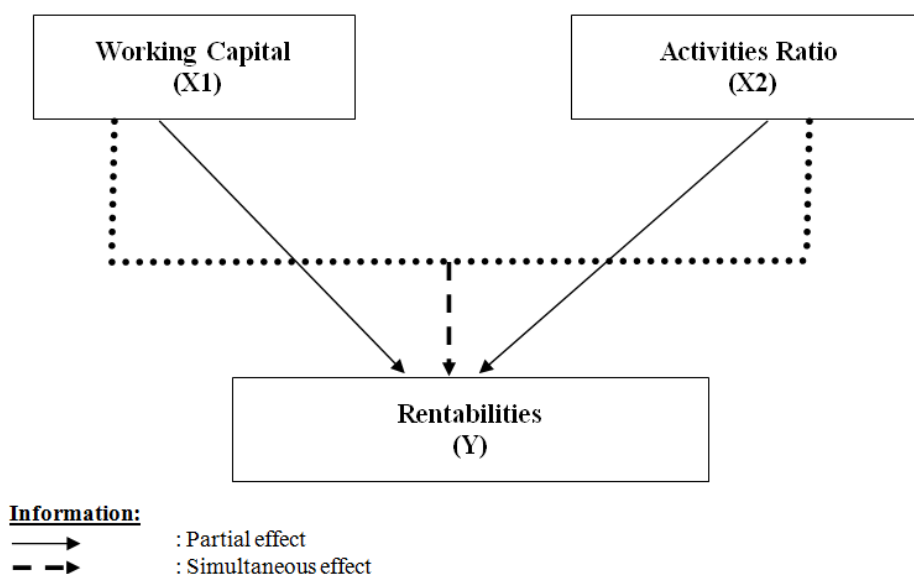 Working Capital
(X1)
Activities Ratio
(X2)
Rentabilities
(Y)
Information:
: Partial effect
: Simultaneous effect